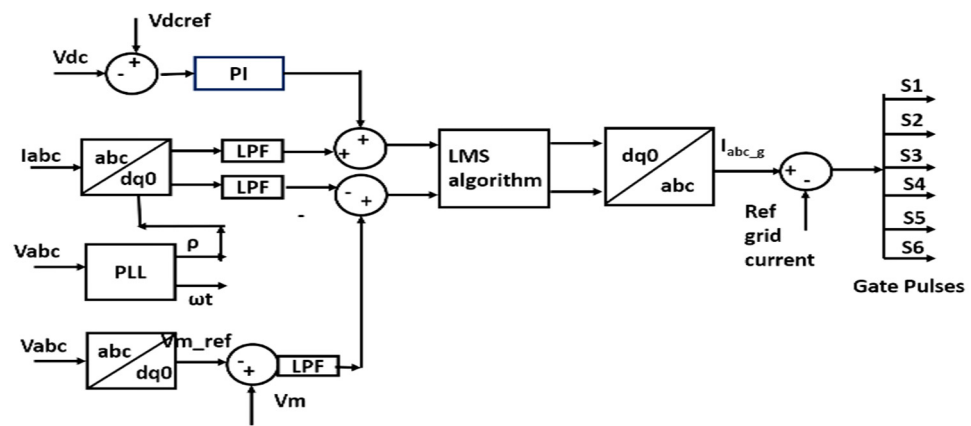 Vdcref
Vdc
+
-
PI
Iabc
abc
dq0
LPF
LPF
+
+
-
+
-
LMS
algorithm
dq0
abc
Iabc_g
+
-
Ref
grid
current
S1
S2
S3
S4
S5
S6
Gate Pulses
Vabc
PLL
ρ
ωt
Vabc
abc
dq0
Vm_ref
-
+
LPF
Vm